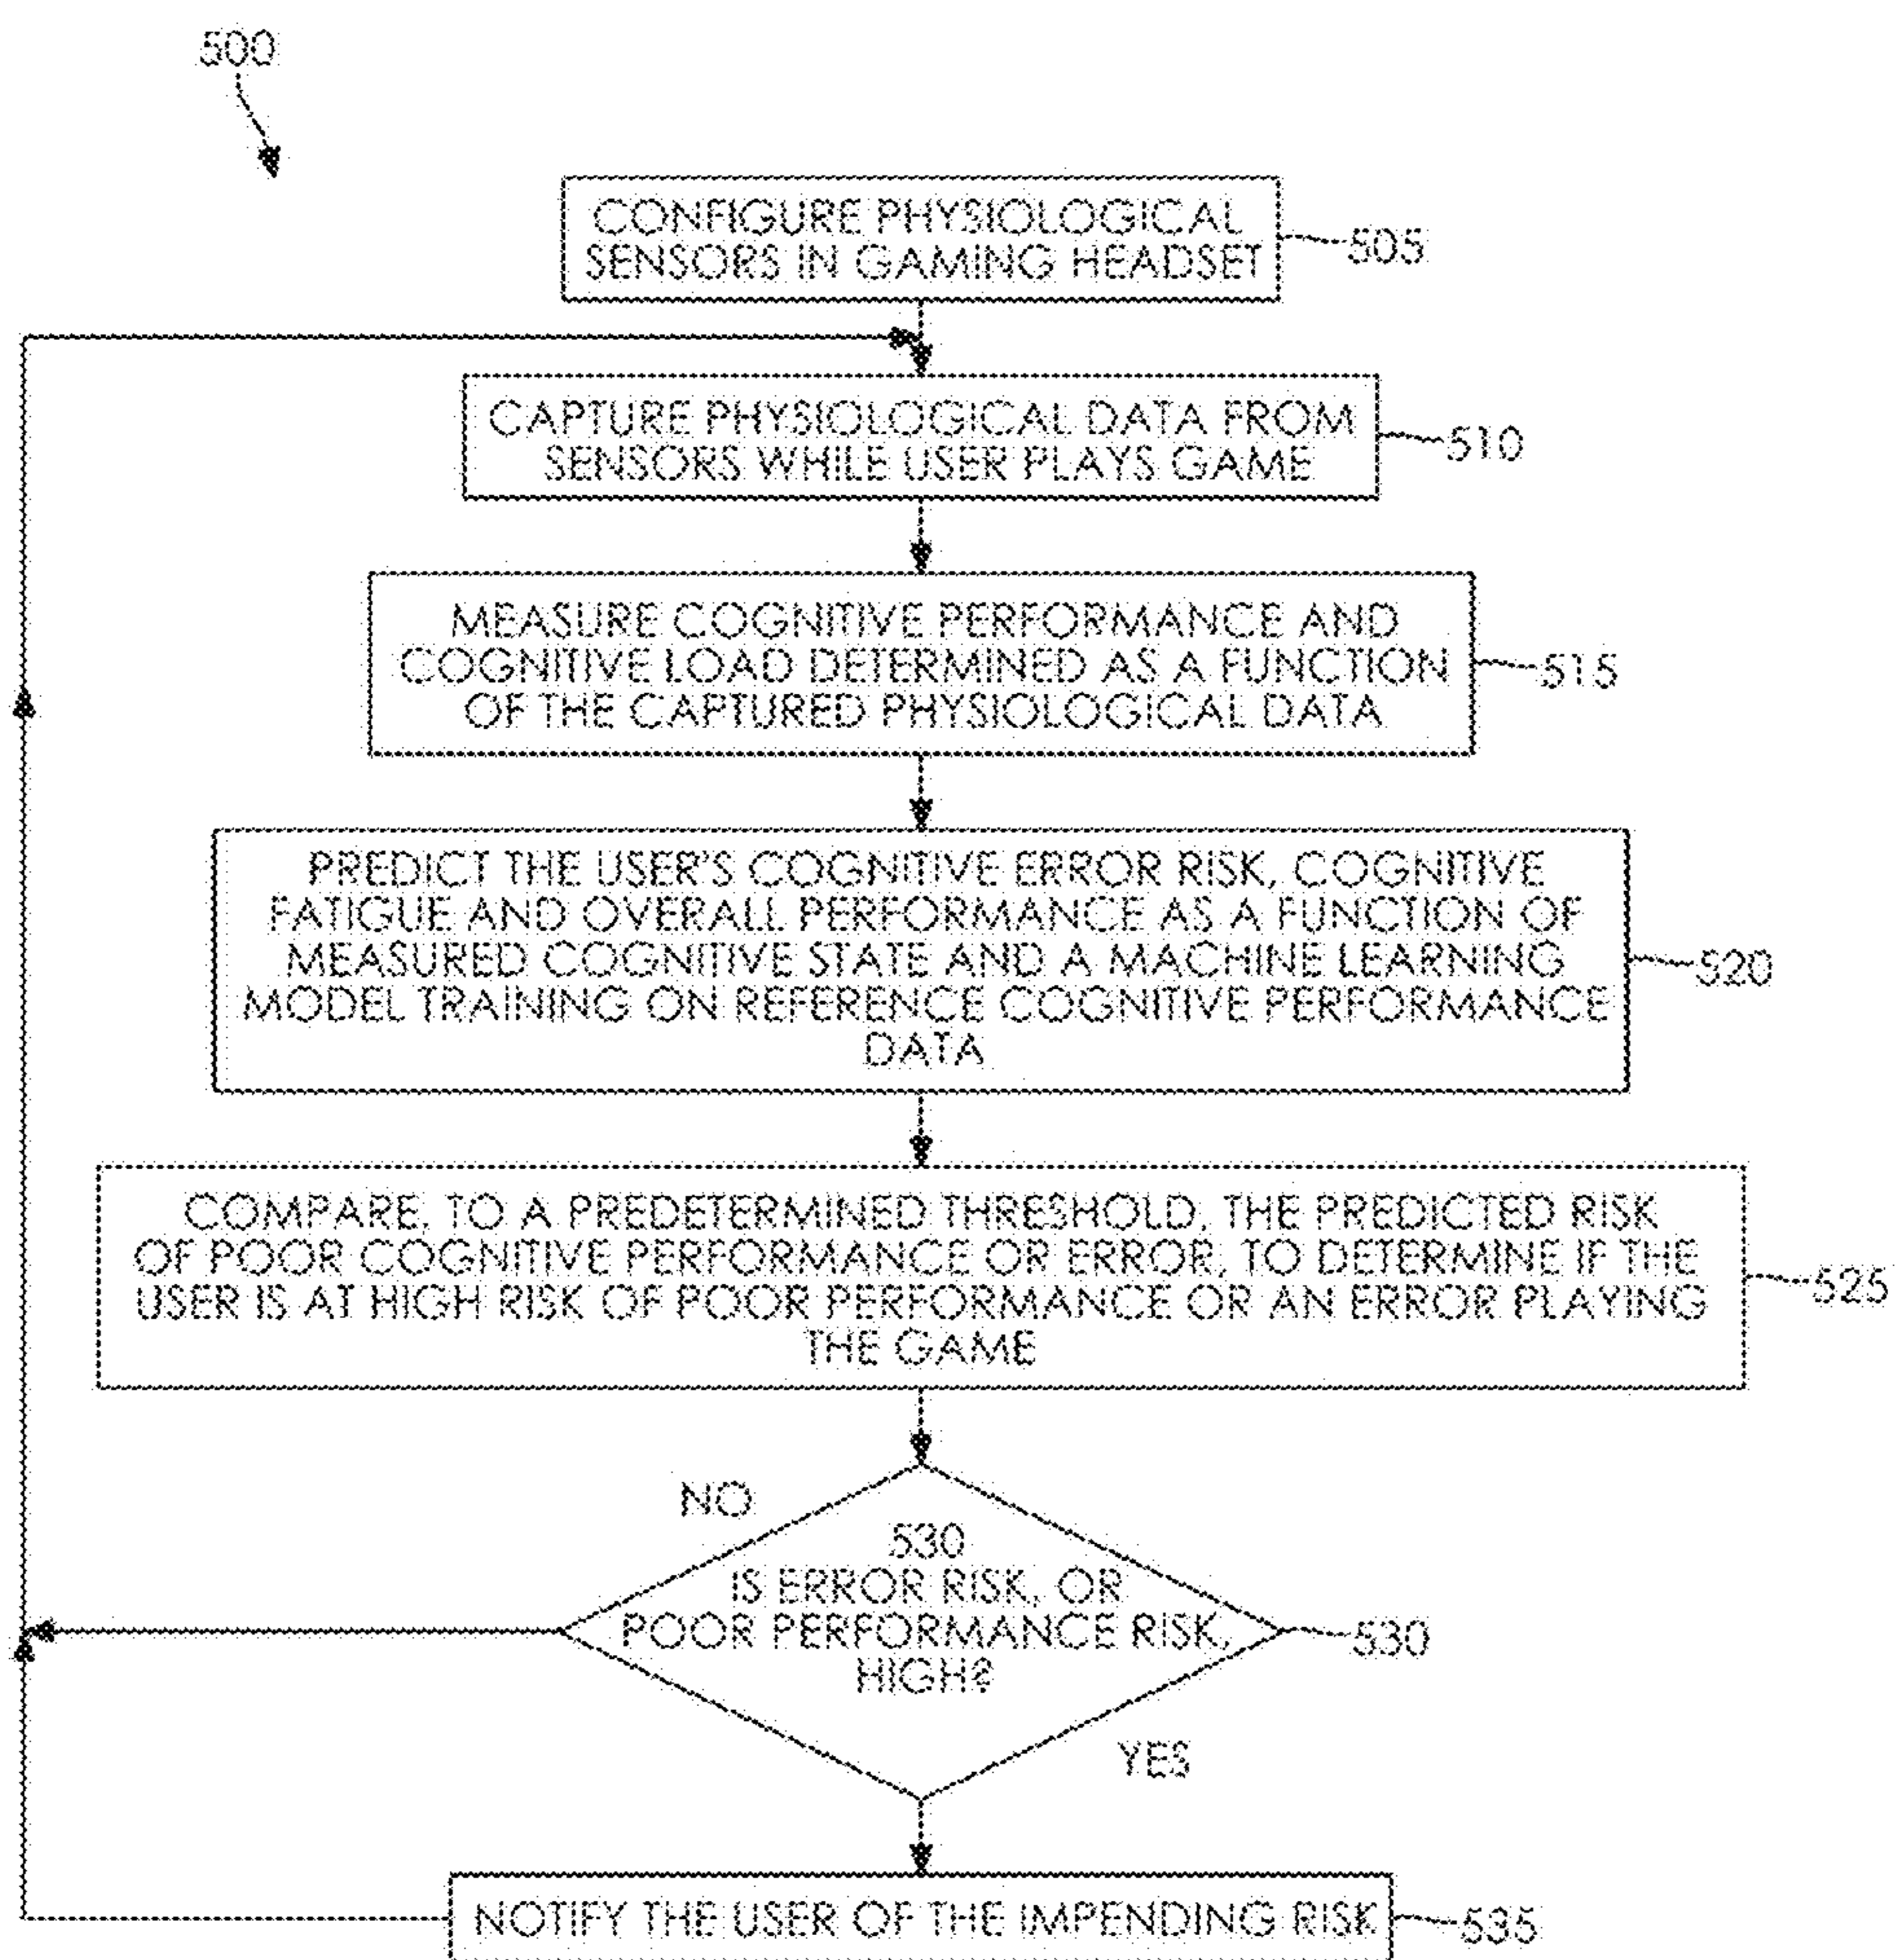 500
CONFIGURE PHYSIOLOGICAL
SENSORS IN GAMING HEADSET
505
CAPTURE PHYSIOLOGICAL DATA FROM
SENSORS WHILE USER PLAYS GAME
510
MEASURE COGNITIVE PERFORMANCE AND
COGNITIVE LOAD DETERMINED AS A FUNCTION
OF THE CAPTURED PHYSIOLOGICAL DATA
515
PREDICT THE USER'S COGNITIVE ERROR RISK, COGNITIVE
FATIGUE AND OVERALL PERFORMANCE AS A FUNCTION OF
MEASURED COGNITIVE STATE AND A MACHINE LEARNING
MODEL TRAINING ON REFERENCE COGNITIVE PERFORMANCE
DATA
520
COMPARE, TO A PREDETERMINED THRESHOLD, THE PREDICTED RISK
OF POOR COGNITIVE PERFORMANCE OR ERROR, TO DETERMINE IF THE
USER IS AT HIGH RISK OF POOR PERFORMANCE OR AN ERROR PLAYING
THE GAME
525
NO
530
IS ERROR RISK, OR
POOR PERFORMANCE RISK,
HIGH?
530
YES
NOTIFY THE USER OF THE IMPENDING RISK
535